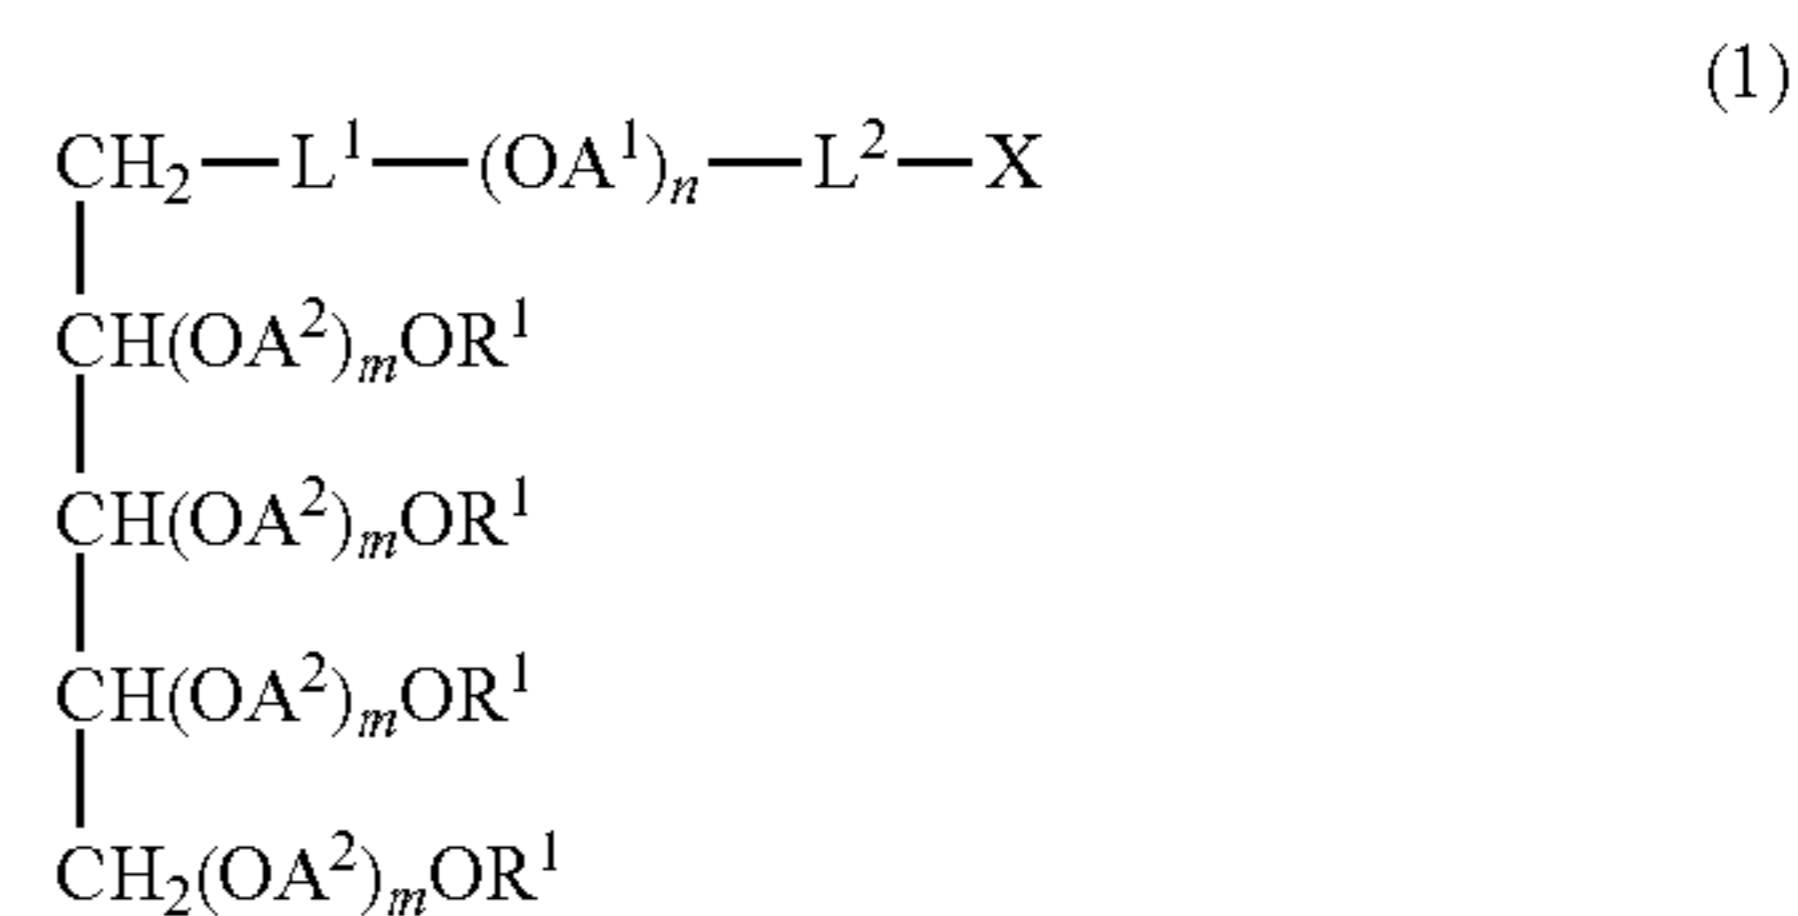 (1)
CH₂—L¹—(OA¹)ₙ—L²—X
CH(OA²)ₘOR¹
CH(OA²)ₘOR¹
CH(OA²)ₘOR¹
CH₂(OA²)ₘOR¹